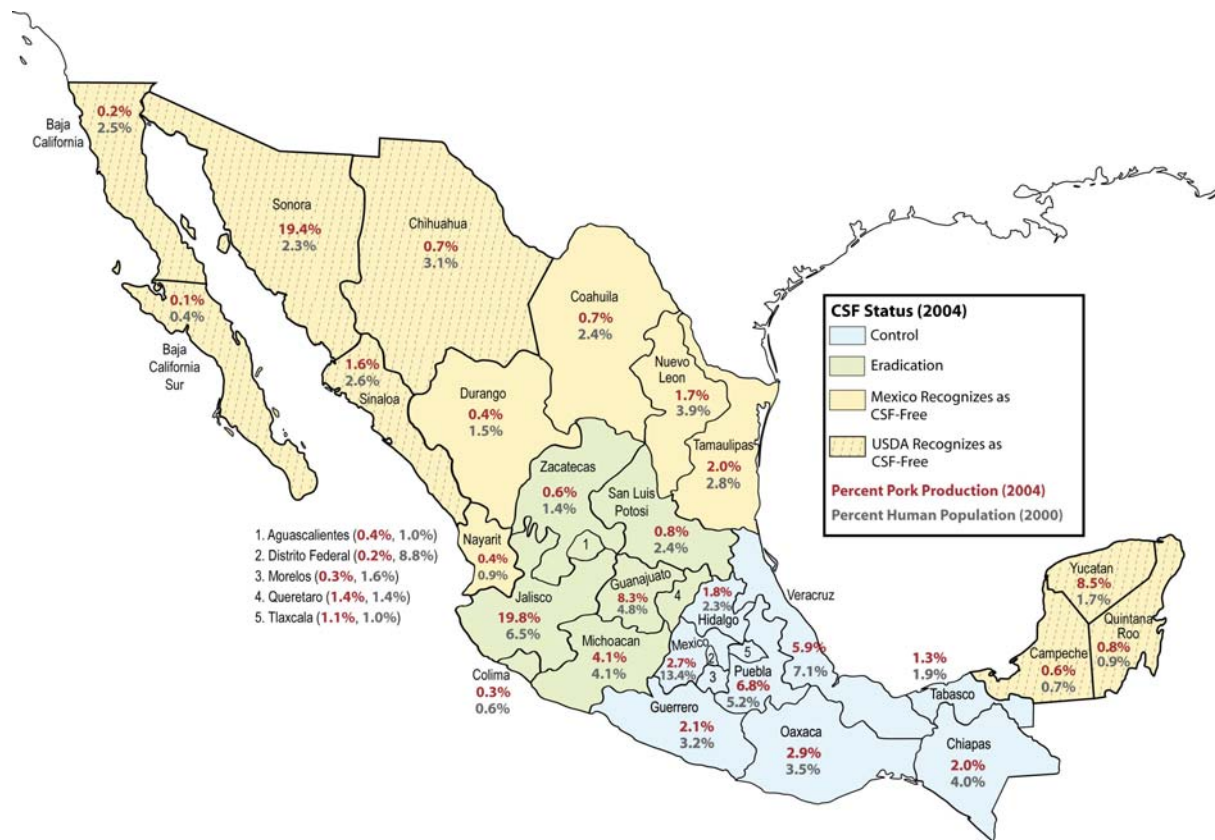 0.2%
2.5%
Baja
California
Sonora
19.4%
2.3%
Chihuahua
0.7%
3.1%
Coahuila
0.7%
2.4%
0.1%
0.4%
Baja
California
Sur
1.6%
2.6%
Sinaloa
Durango
0.4%
1.5%
Nuevo
Leon
1.7%
3.9%
Tamaulipas
2.0%
2.8%
CSF Status (2004)
Control
Eradication
Mexico Recognizes as
CSF-Free
USDA Recognizes as
CSF-Free
Percent Pork Production (2004)
Percent Human Population (2000)
Zacatecas
0.6%
1.4%
San Luis
Potosi
0.8%
2.4%
1. Aguascalientes (0.4%, 1.0%)
2. Distrito Federal (0.2%, 8.8%)
3. Morelos (0.3%, 1.6%)
4. Queretaro (1.4%, 1.4%)
5. Tlaxcala (1.1%, 1.0%)
Nayarit
0.4%
0.9%
1
Jalisco
19.8%
6.5%
Guanajuato
8.3%
4.8%
4
1.8%
2.3%
Hidalgo
Veracruz
5.9%
7.1%
Michoacan
4.1%
4.1%
Colima
0.3%
0.6%
Mexico
2.7%
13.4%
2
3
5
Puebla
6.8%
5.2%
Guerrero
2.1%
3.2%
Oaxaca
2.9%
3.5%
1.3%
1.9%
Tabasco
Chiapas
2.0%
4.0%
Yucatan
8.5%
1.7%
Quintana
Roo
0.8%
0.9%
Campeche
0.6%
0.7%